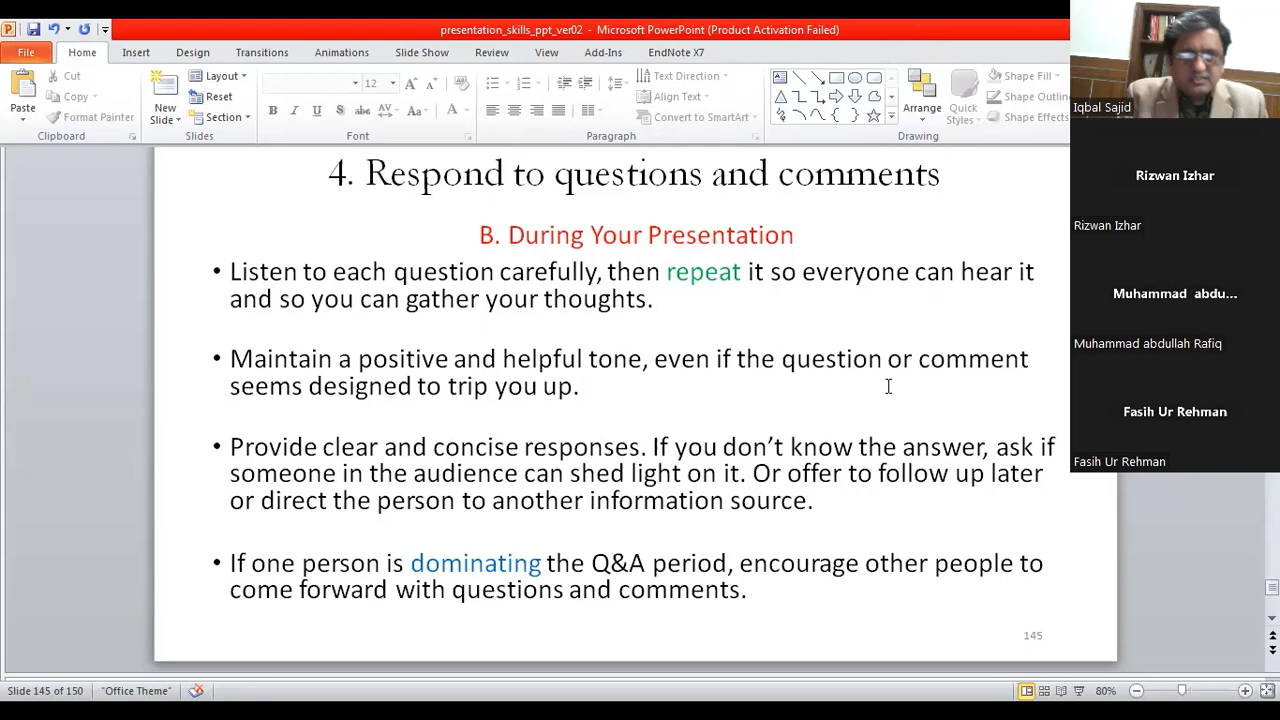 presentation_skills_ppt_ver02 - Microsoft PowerPoint (Product Activation Failed)
File Home Insert Design Transitions Animations Slide Show Review View Add-Ins EndNote X7
Paste
Cut
Copy
Format Painter
Clipboard
New Slide
Layout
Reset
Section
Slides
12
B I U S abc AV Aa A
Font
Text Direction
Align Text
Convert to SmartArt
Paragraph
Arrange
Quick Styles
Shape Fill
Shape Outlin
Shape Effects
Drawing
Iqbal Sajid
Rizwan Izhar
Rizwan Izhar
Muhammad abdu...
Muhammad abdullah Rafiq
Fasih Ur Rehman
Fasih Ur Rehman
4. Respond to questions and comments
B. During Your Presentation
• Listen to each question carefully, then repeat it so everyone can hear it
and so you can gather your thoughts.
• Maintain a positive and helpful tone, even if the question or comment
seems designed to trip you up.
• Provide clear and concise responses. If you don’t know the answer, ask if
someone in the audience can shed light on it. Or offer to follow up later
or direct the person to another information source.
• If one person is dominating the Q&A period, encourage other people to
come forward with questions and comments.
145
Slide 145 of 150 "Office Theme" 80%